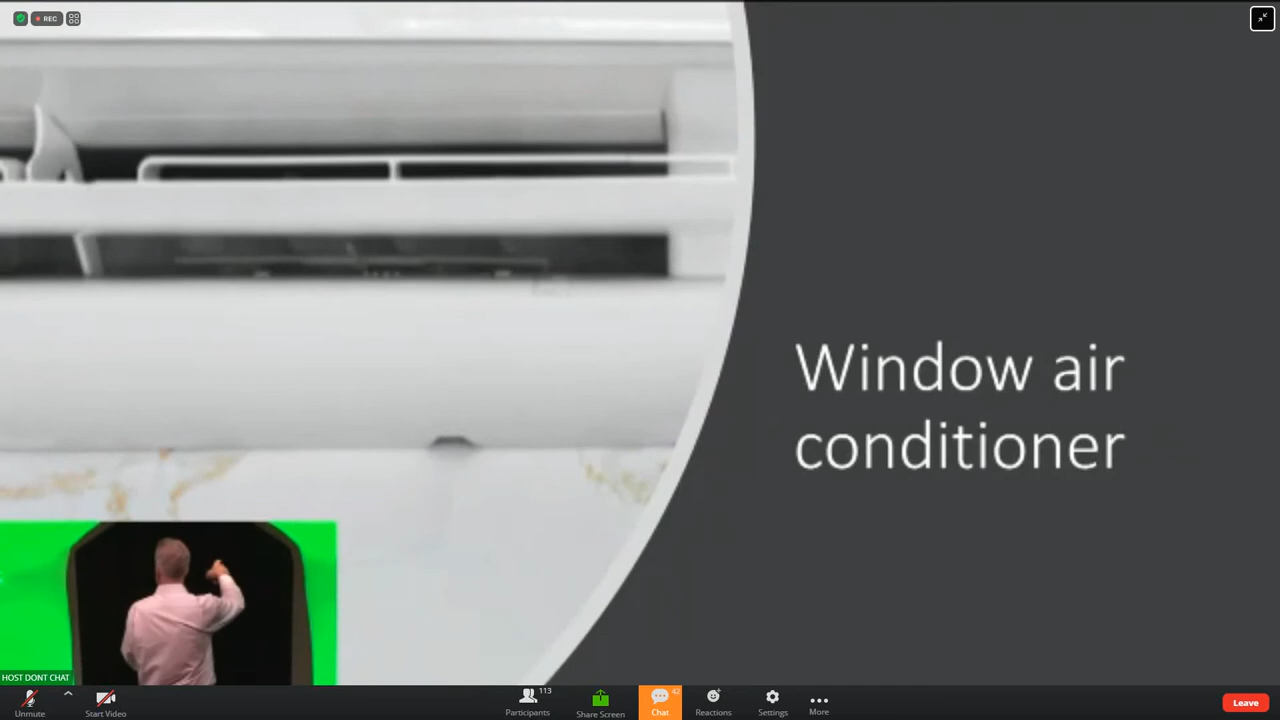 REC
Window air
conditioner
HOST DONT CHAT
Unmute
Start Video
Participants
113
Share Screen
Chat
42
Reactions
Settings
More
Leave